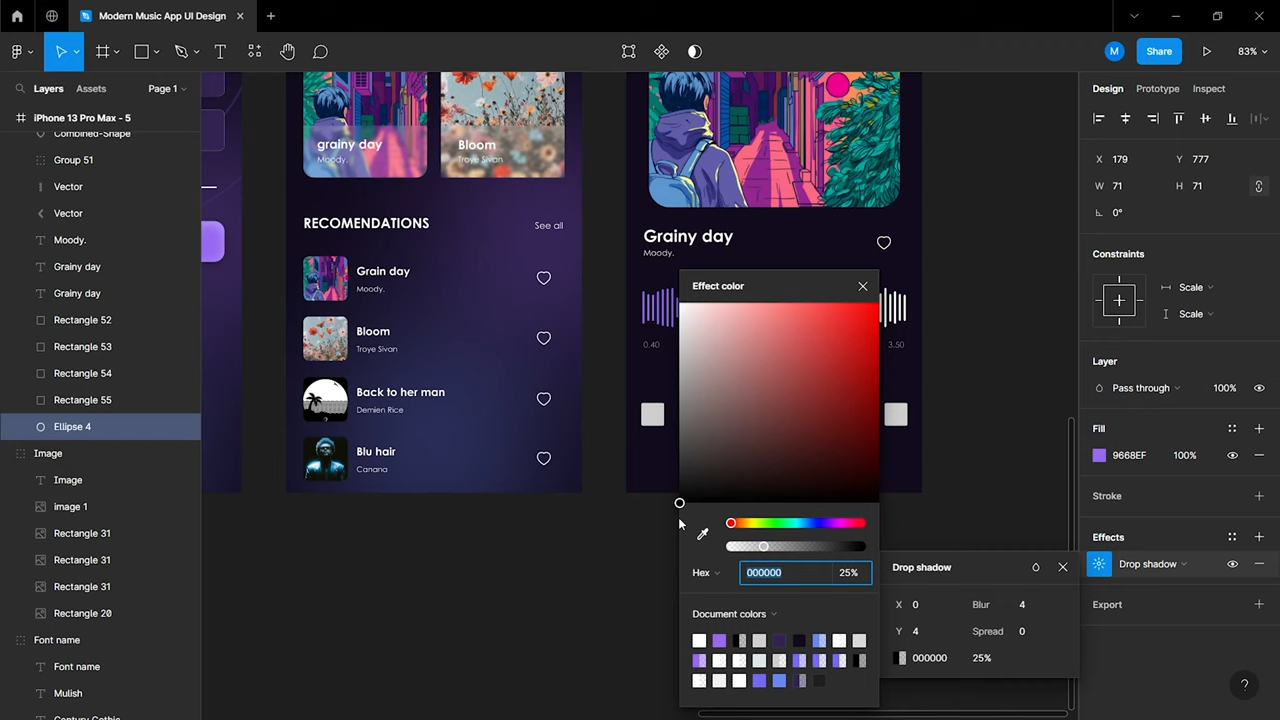 Modern Music App UI Design
M
Share
83%
Layers
Assets
Page 1
Design
Prototype
Inspect
iPhone 13 Pro Max - 5
Combined-Shape
Group 51
Vector
Vector
Moody.
Grainy day
Grainy day
Rectangle 52
Rectangle 53
Rectangle 54
Rectangle 55
Ellipse 4
Image
Image
image 1
Rectangle 31
Rectangle 31
Rectangle 31
Rectangle 20
Font name
Font name
Mulish
Century Gothic
grainy day
Moody.
Bloom
Troye Sivan
RECOMENDATIONS
See all
Grain day
Moody.
Bloom
Troye Sivan
Back to her man
Demien Rice
Blu hair
Canana
Grainy day
Moody.
0.40
3.50
Effect color
Hex
000000
25%
Document colors
Drop shadow
X
0
Blur
4
Y
4
Spread
0
000000
25%
X
179
Y
777
W
71
H
71
0°
Constraints
Scale
Scale
Layer
Pass through
100%
Fill
9668EF
100%
Stroke
Effects
Drop shadow
Export
?